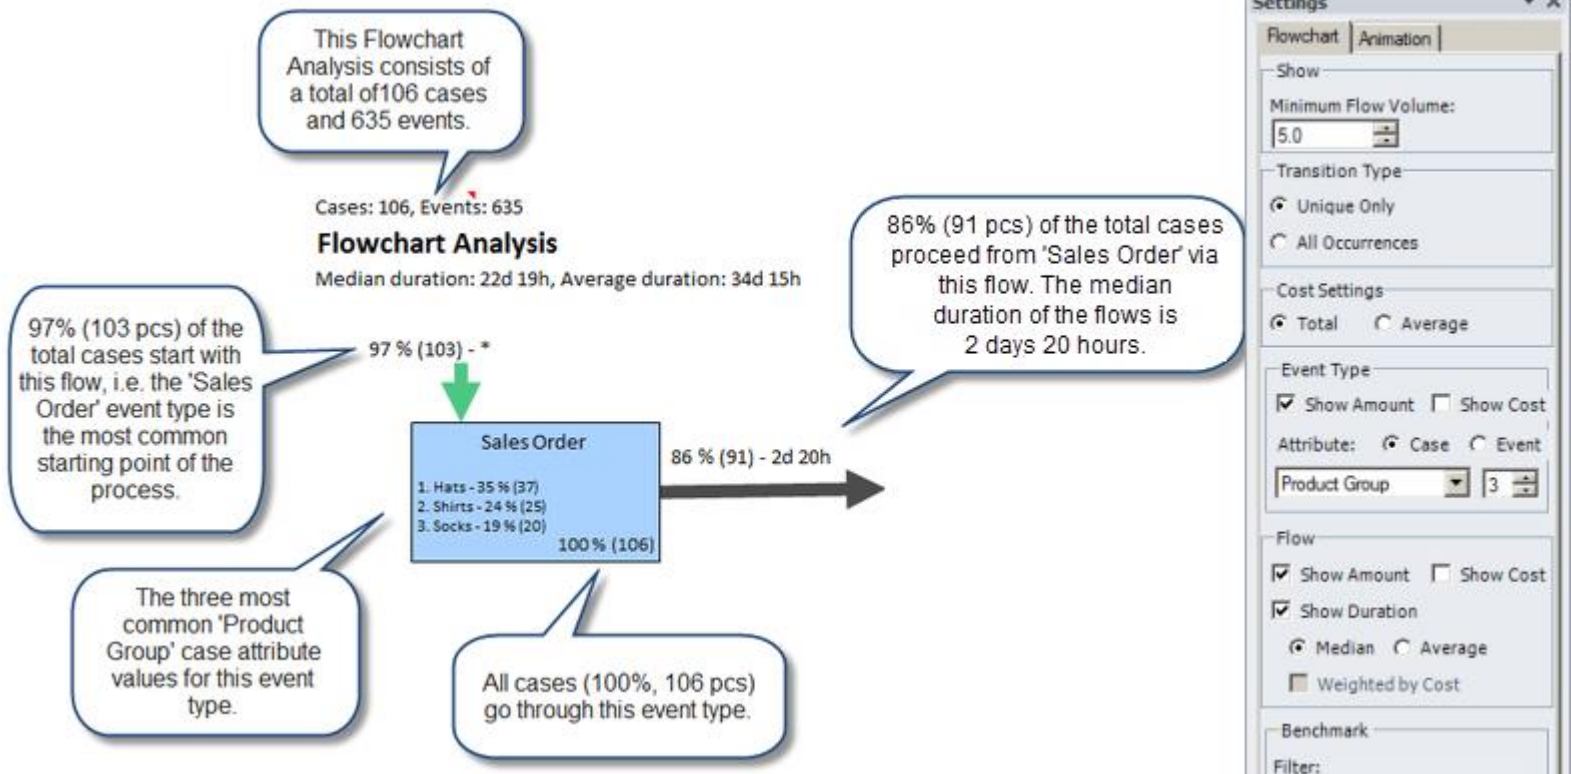 This Flowchart
Analysis consists of
a total of106 cases
and 635 events.
Cases: 106, Events: 635
Flowchart Analysis
Median duration: 22d 19h, Average duration: 34d 15h
86% (91 pcs) of the total cases
proceed from 'Sales Order' via
this flow. The median
duration of the flows is
2 days 20 hours.
97% (103 pcs) of the
total cases start with
this flow, i.e. the 'Sales
Order' event type is
the most common
starting point of the
process.
97 % (103) - *
Sales Order
1. Hats - 35 % (37)
2. Shirts - 24 % (25)
3. Socks - 19 % (20)
100 % (106)
86 % (91) - 2d 20h
The three most
common 'Product
Group' case attribute
values for this event
type.
All cases (100%, 106 pcs)
go through this event type.
Settings
Flowchart Animation
Show
Minimum Flow Volume:
5.0
Transition Type
Unique Only
All Occurrences
Cost Settings
Total Average
Event Type
Show Amount Show Cost
Attribute: Case Event
Product Group 3
Flow
Show Amount Show Cost
Show Duration
Median Average
Weighted by Cost
Benchmark
Filter: